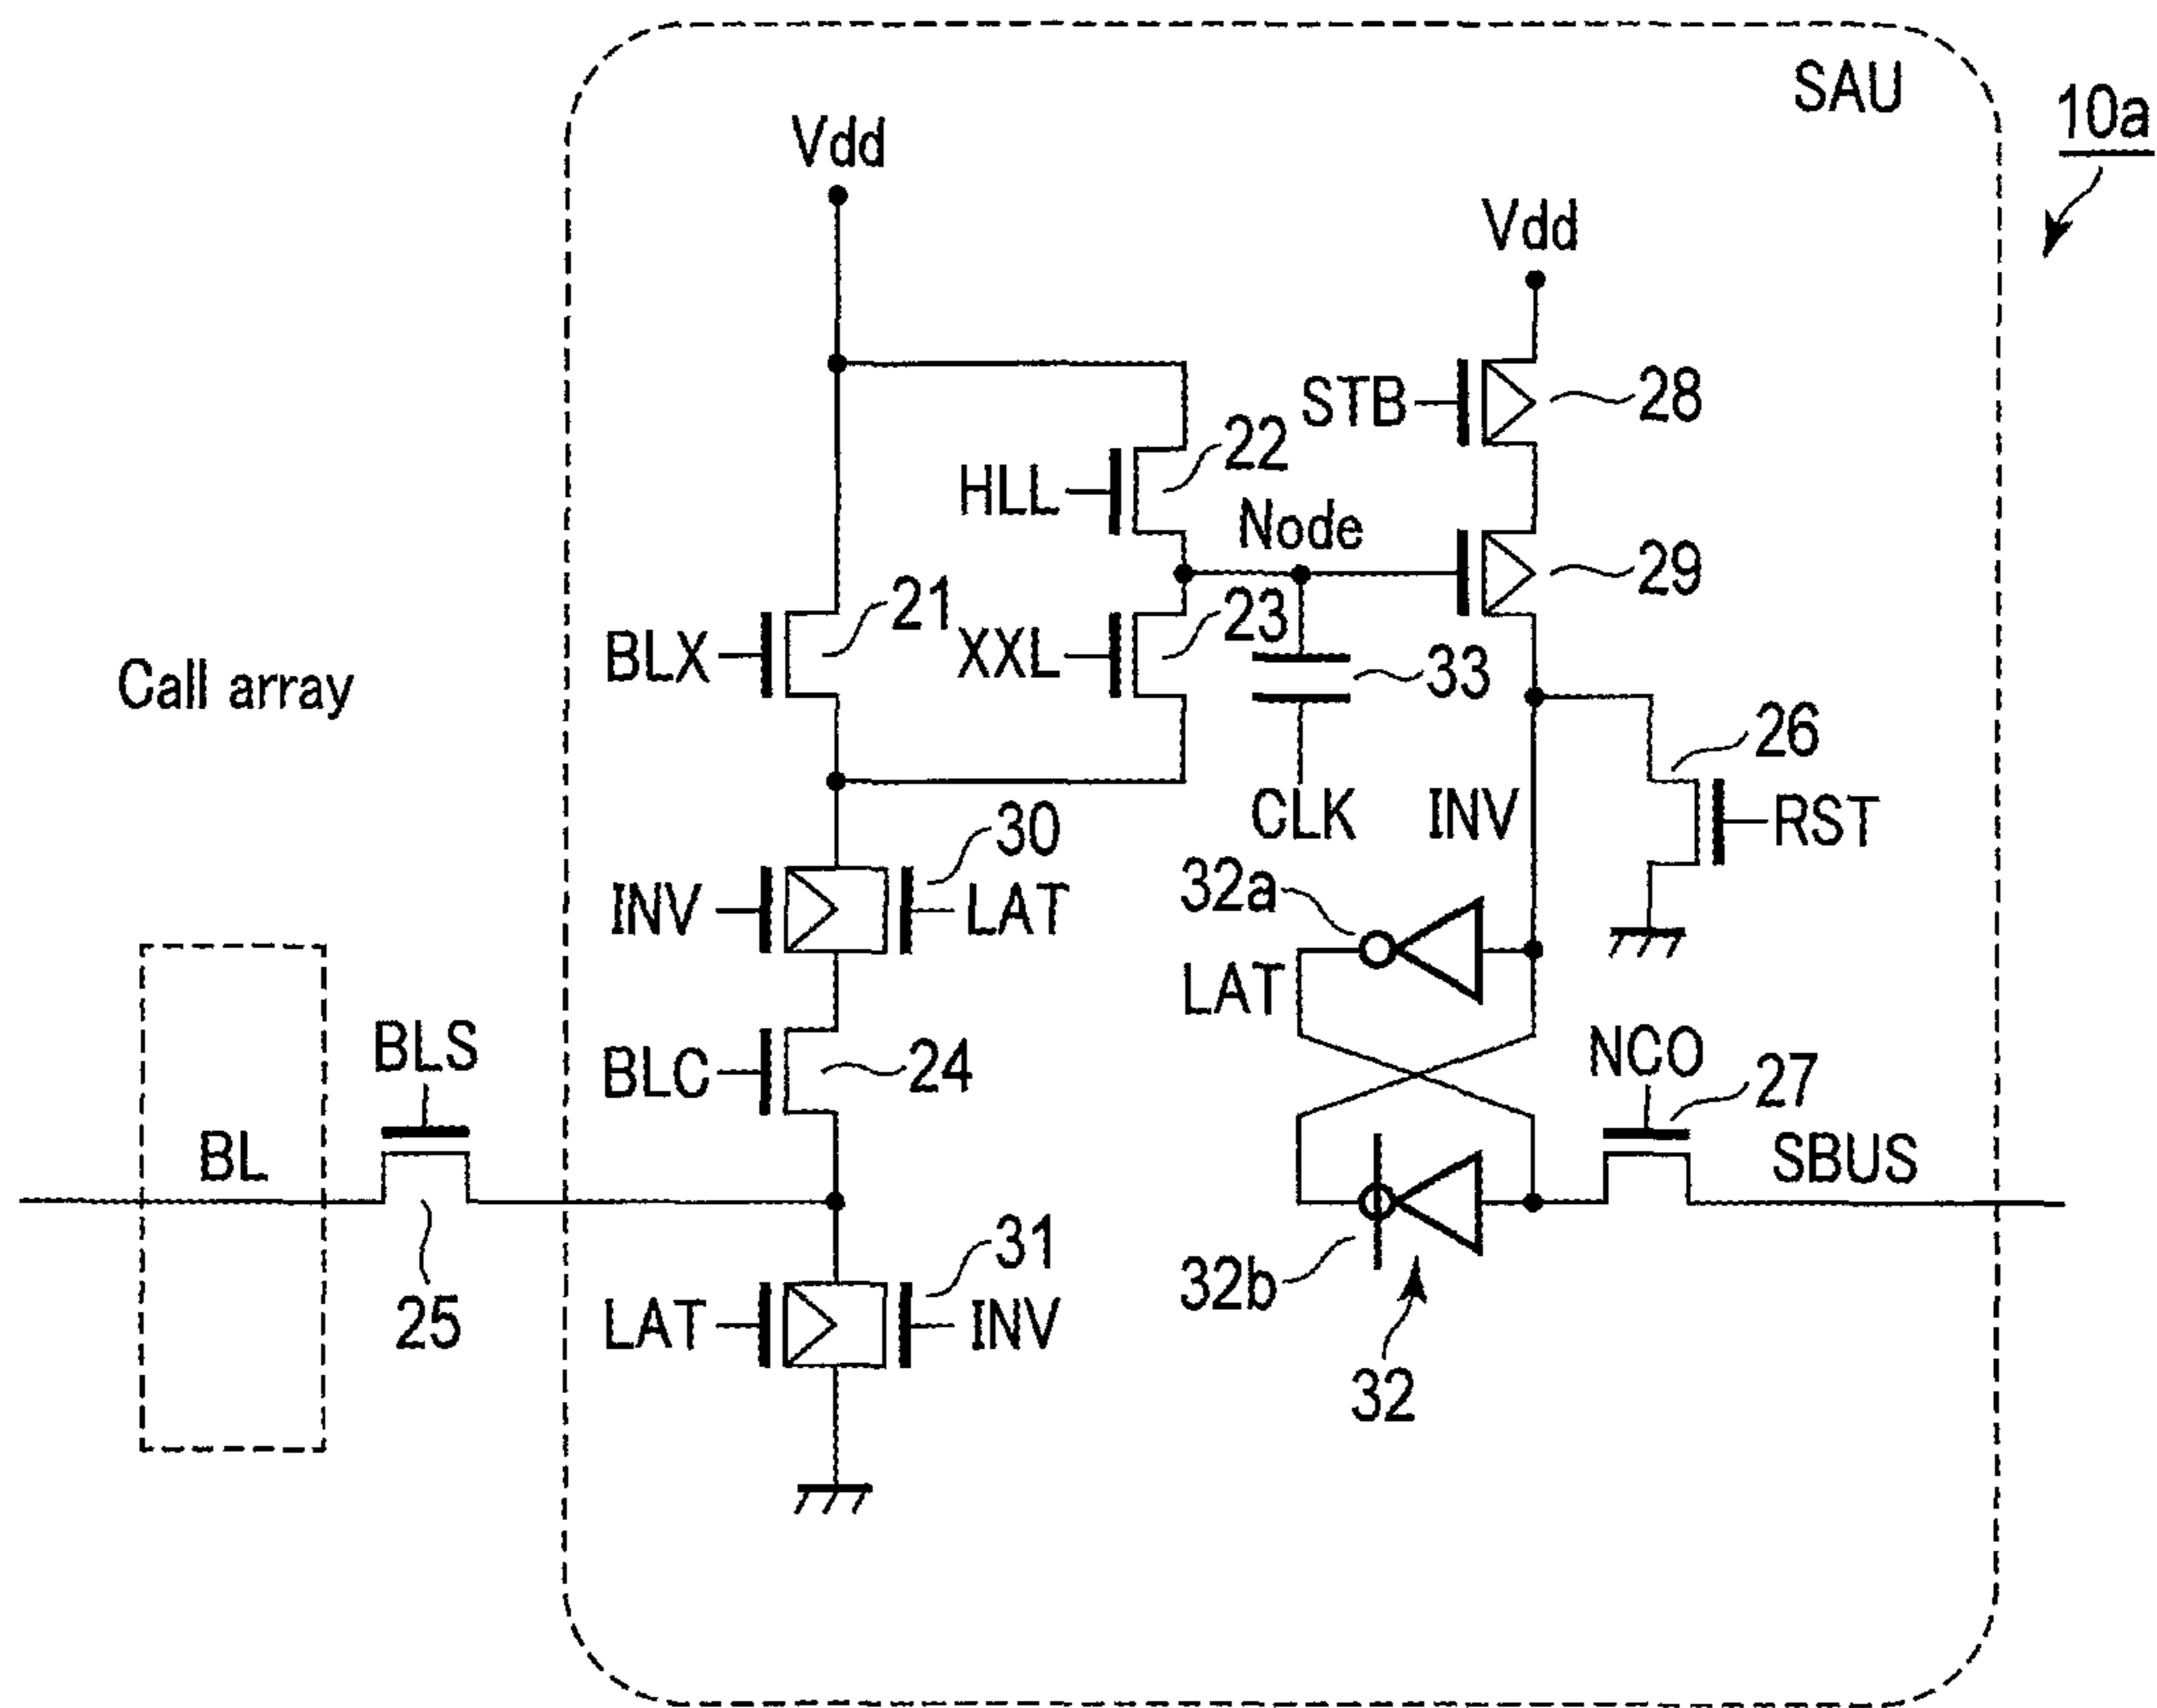 SAU
10a
Vdd
Vdd
STB
28
22
HLL
Node
29
21
23
BLX
XXL
33
Call array
26
30
CLK
INV
RST
32a
INV
LAT
LAT
BLS
BLC
24
NCO
27
BL
SBUS
31
32b
25
LAT
INV
32